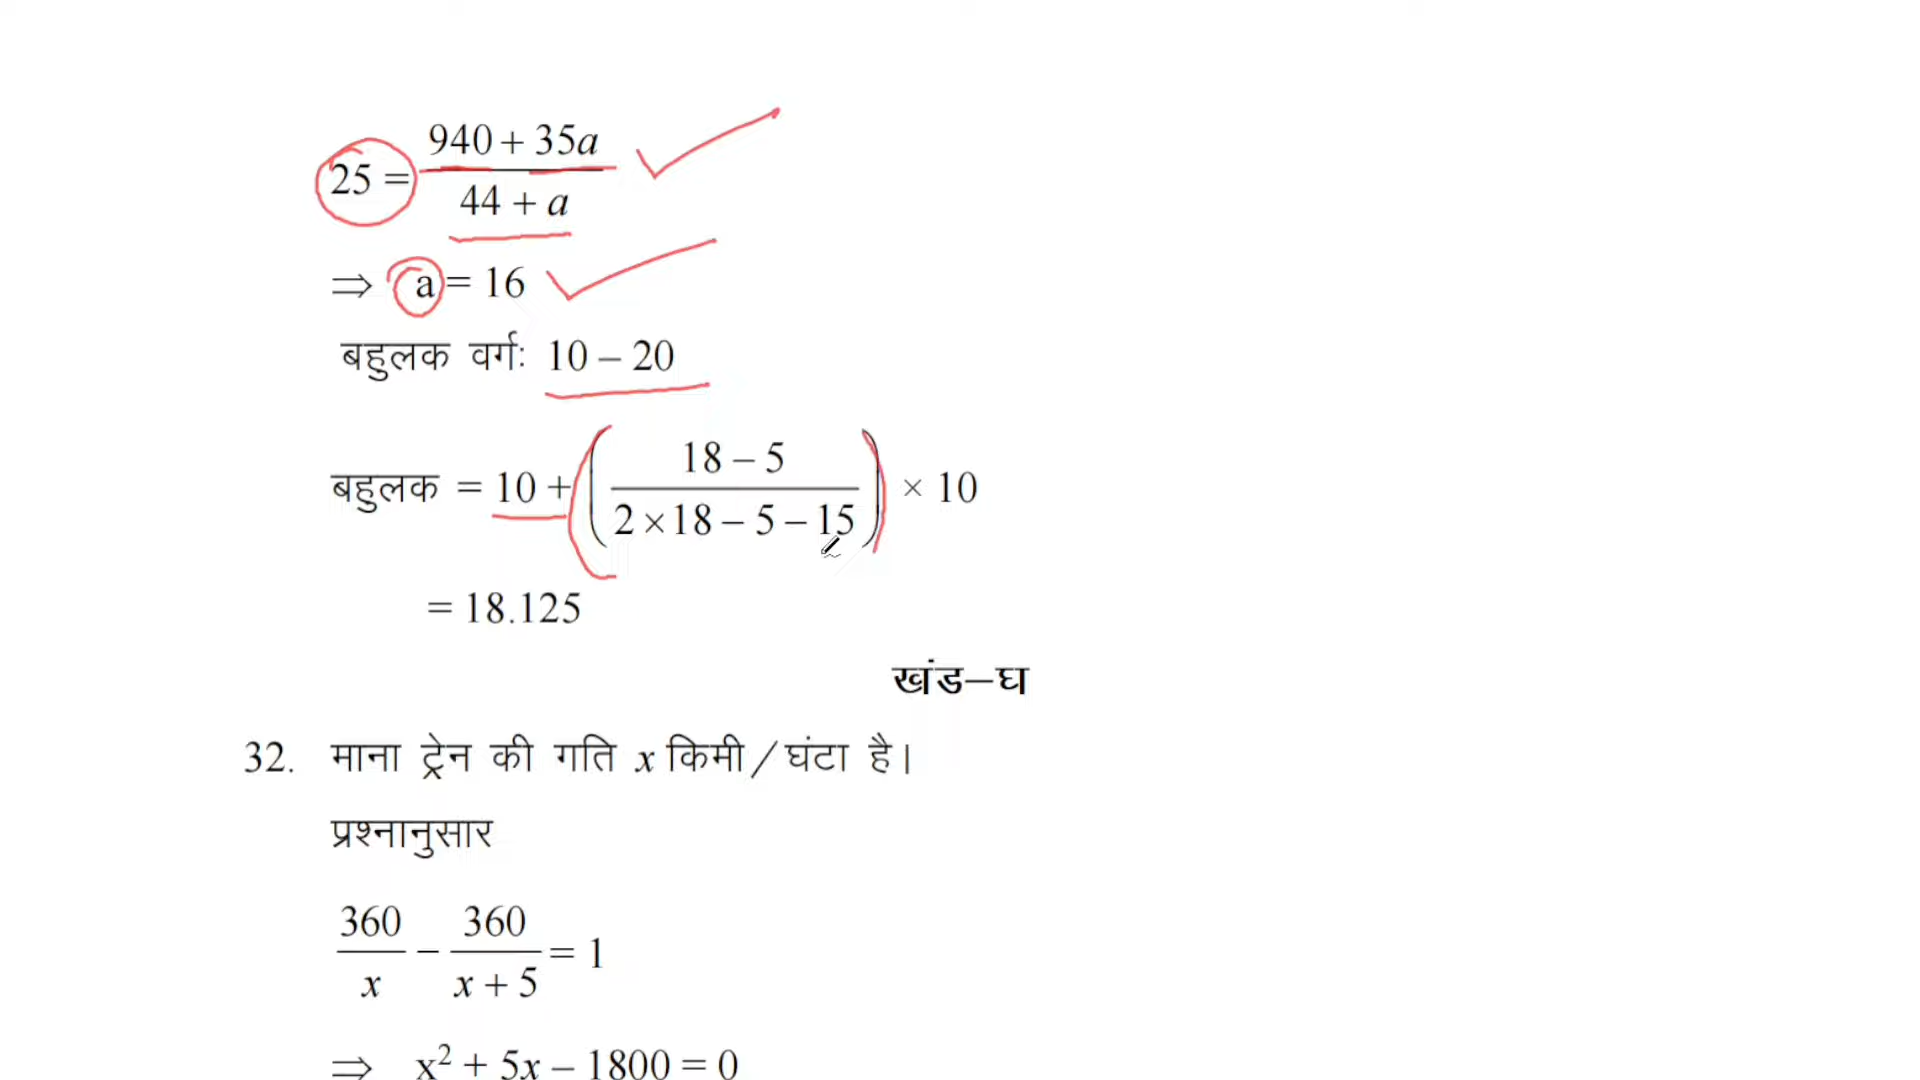 25 = (940 + 35a)/(44 + a)
⇒ a = 16
बहुलक वर्ग: 10 – 20
बहुलक = 10 + ((18 – 5)/(2 × 18 – 5 – 15)) × 10
= 18.125
खंड–घ
32. माना ट्रेन की गति x किमी/घंटा है।
प्रश्नानुसार
360/x – 360/(x + 5) = 1
⇒ x² + 5x – 1800 = 0